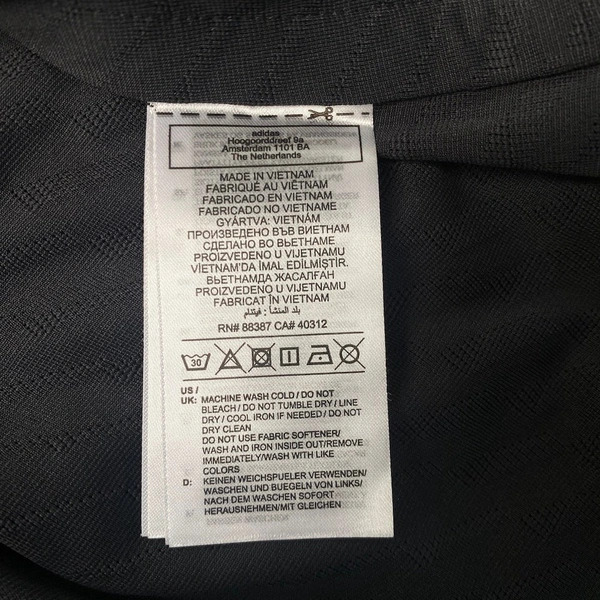 adidas
Hoogoorddreef 9a
Amsterdam 1101 BA
The Netherlands
MADE IN VIETNAM
FABRIQUÉ AU VIÊTNAM
FABRICADO EN VIETNAM
FABRICADO NO VIETNAME
GYÁRTVA: VIETNÁM
ПРОИЗВЕДЕНО ВЪВ ВИЕТНАМ
СДЕЛАНО ВО ВЬЕТНАМЕ
PROIZVEDENO U VIJETNAMU
VİETNAM'DA İMAL EDİLMİŞTİR.
ВЬЕТНАМДА ЖАСАЛҒАН
PROIZVEDENO U VIJETNAMU
FABRICAT ÎN VIETNAM
بلد المنشأ : فيتنام
RN# 88387 CA# 40312
30
US /
UK: MACHINE WASH COLD / DO NOT
BLEACH / DO NOT TUMBLE DRY / LINE
DRY / COOL IRON IF NEEDED / DO NOT
DRY CLEAN
DO NOT USE FABRIC SOFTENER/
WASH AND IRON INSIDE OUT/REMOVE
IMMEDIATELY/WASH WITH LIKE
COLORS
D: KEINEN WEICHSPUELER VERWENDEN/
WASCHEN UND BUEGELN VON LINKS/
NACH DEM WASCHEN SOFORT
HERAUSNEHMEN/MIT GLEICHEN